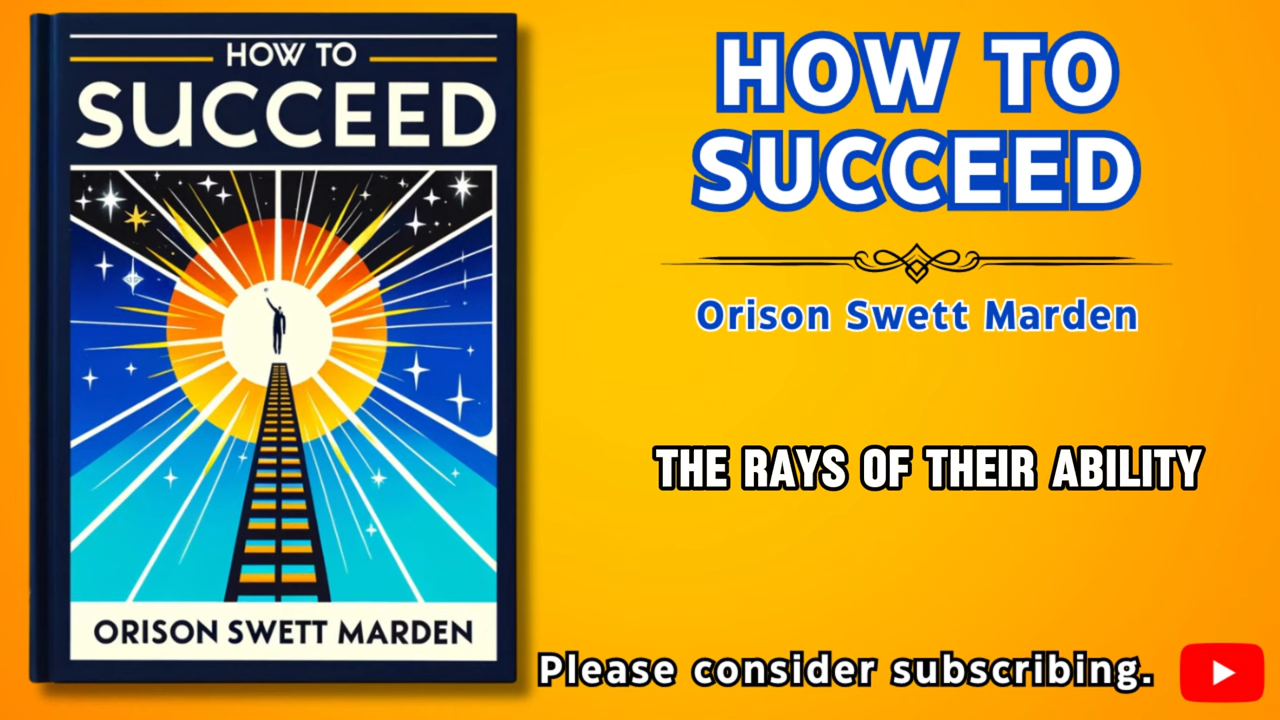 HOW TO
SUCCEED
ORISON SWETT MARDEN
HOW TO
SUCCEED
Orison Swett Marden
THE RAYS OF THEIR ABILITY
Please consider subscribing.